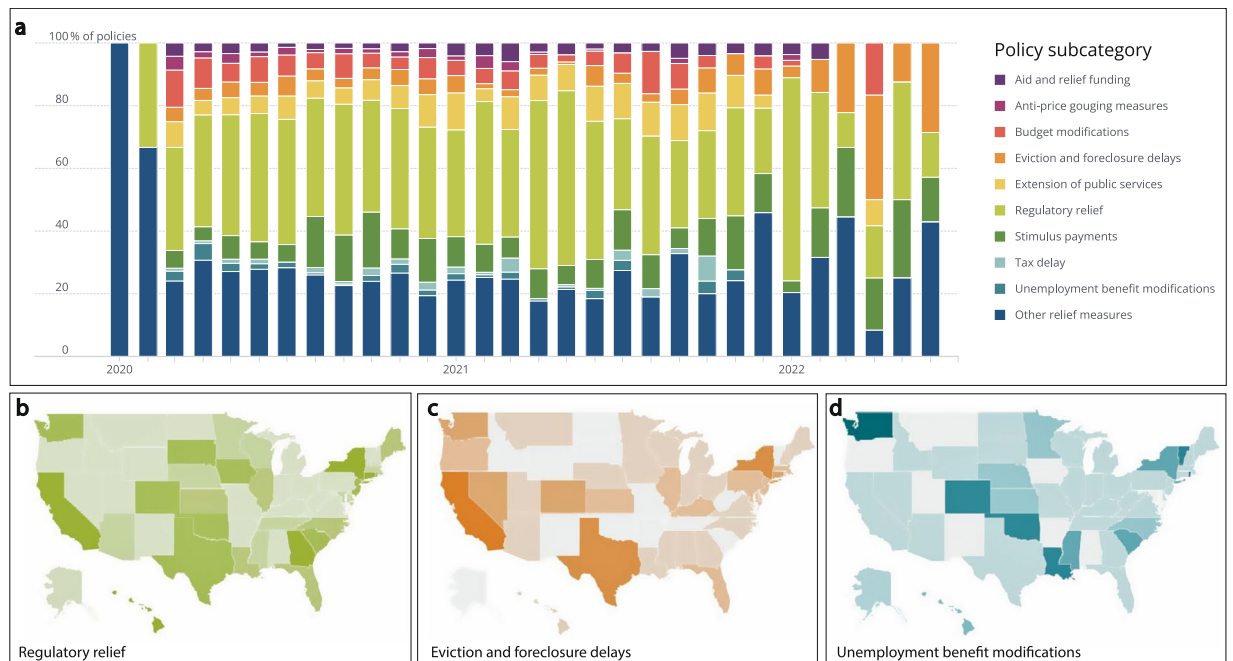 a
100 % of policies
80
60
40
20
0
2020
2021
2022
Policy subcategory
Aid and relief funding
Anti-price gouging measures
Budget modifications
Eviction and foreclosure delays
Extension of public services
Regulatory relief
Stimulus payments
Tax delay
Unemployment benefit modifications
Other relief measures
b
Regulatory relief
c
Eviction and foreclosure delays
d
Unemployment benefit modifications